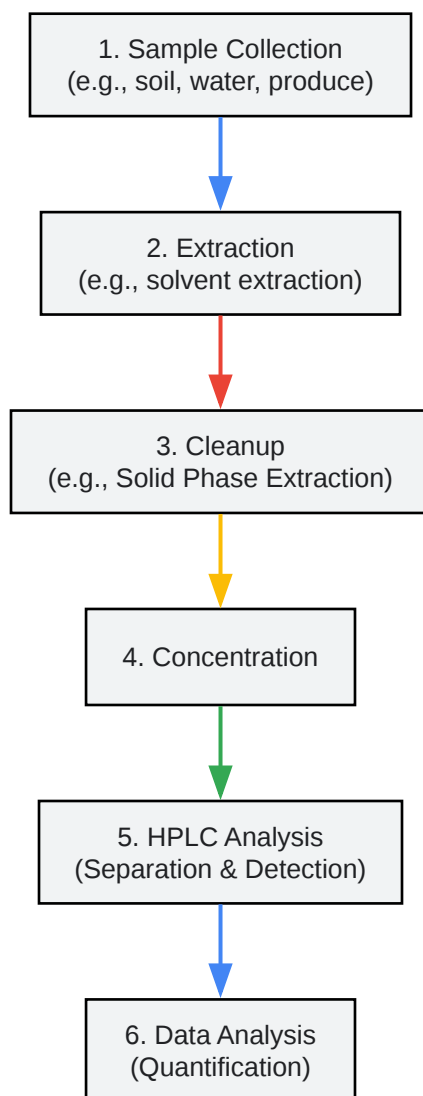 1. Sample Collection
(e.g., soil, water, produce)
2. Extraction
(e.g., solvent extraction)
3. Cleanup
(e.g., Solid Phase Extraction)
4. Concentration
5. HPLC Analysis
(Separation & Detection)
6. Data Analysis
(Quantification)